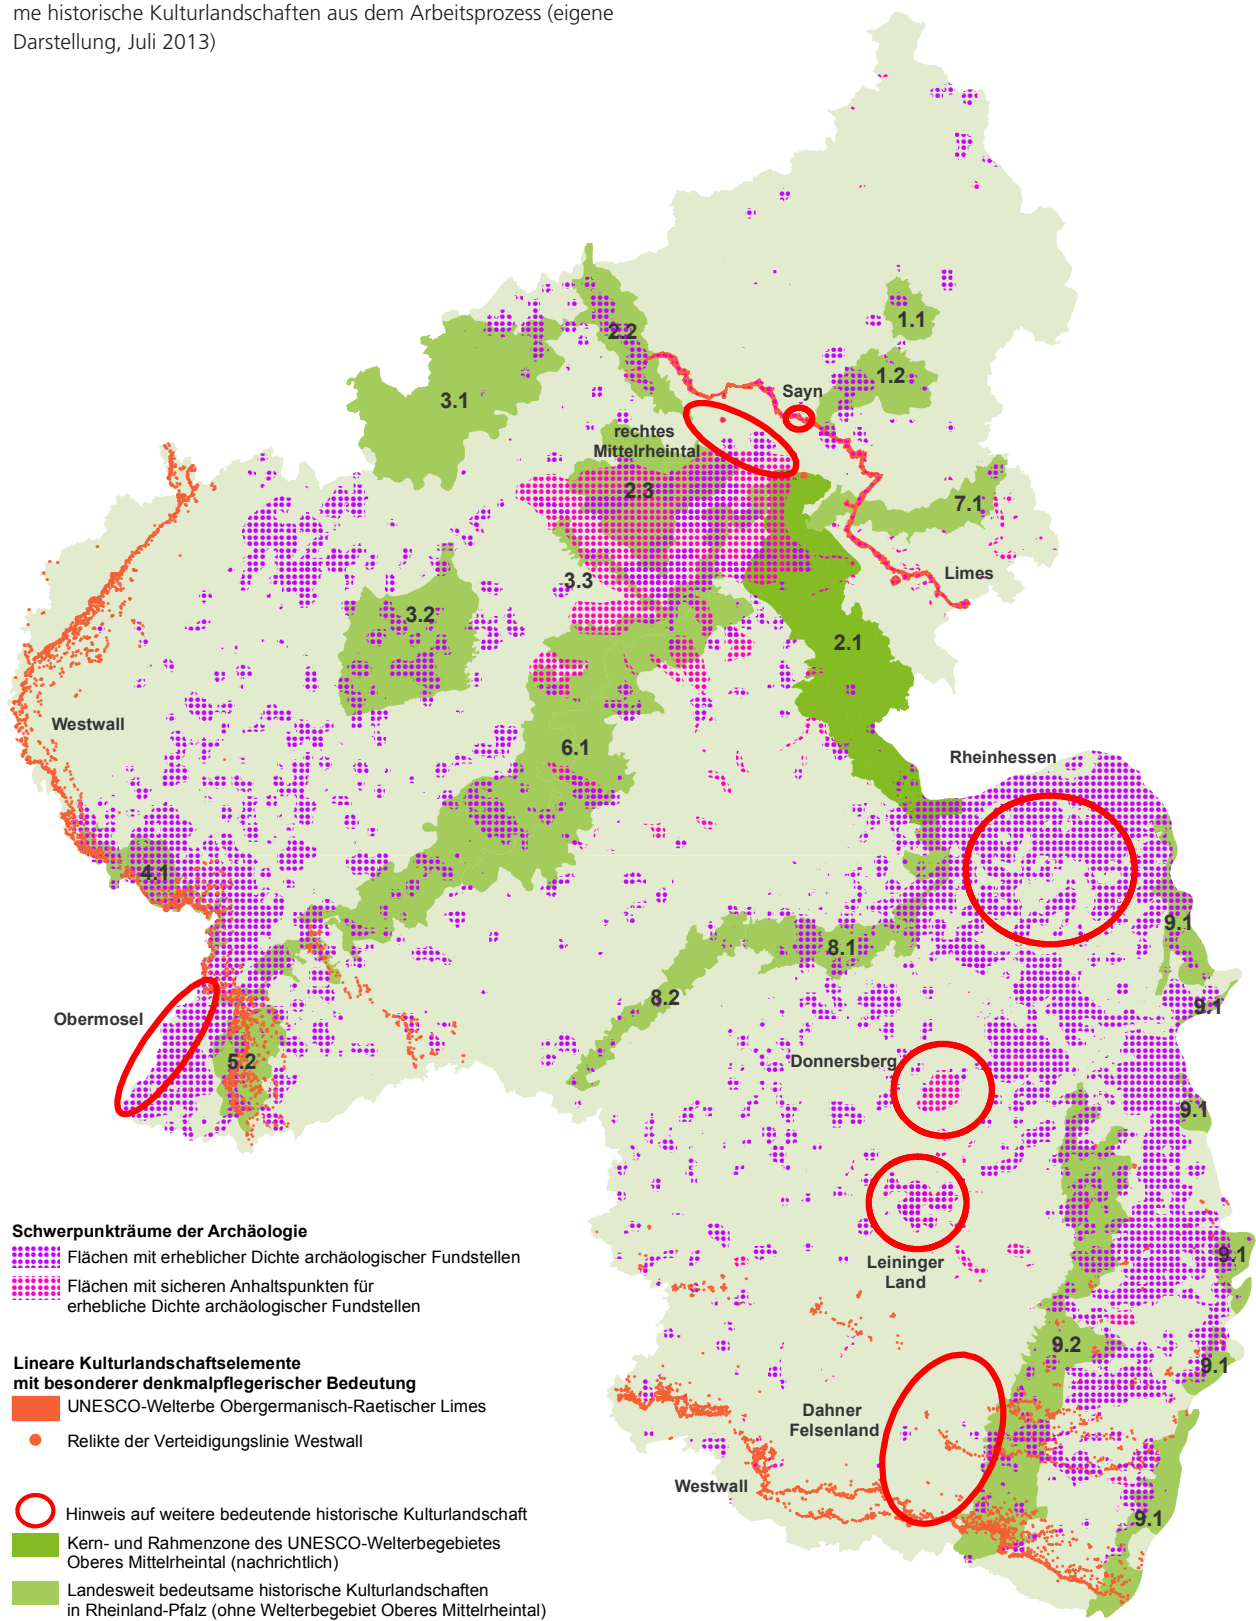 me historische Kulturlandschaften aus dem Arbeitsprozess (eigene
Darstellung, Juli 2013)
1.1
2.2
1.2
Sayn
3.1
rechtes
Mittelrheintal
2.3
7.1
Limes
3.3
3.2
2.1
Westwall
6.1
Rheinhessen
4.1
9.1
8.1
8.2
9.1
Obermosel
5.2
Donnersberg
9.1
Leininger
Land
9.1
9.2
9.1
Dahner
Felsenland
Westwall
9.1
Schwerpunkträume der Archäologie
Flächen mit erheblicher Dichte archäologischer Fundstellen
Flächen mit sicheren Anhaltspunkten für
erhebliche Dichte archäologischer Fundstellen
Lineare Kulturlandschaftselemente
mit besonderer denkmalpflegerischer Bedeutung
UNESCO-Welterbe Obergermanisch-Raetischer Limes
Relikte der Verteidigungslinie Westwall
Hinweis auf weitere bedeutende historische Kulturlandschaft
Kern- und Rahmenzone des UNESCO-Welterbegebietes
Oberes Mittelrheintal (nachrichtlich)
Landesweit bedeutsame historische Kulturlandschaften
in Rheinland-Pfalz (ohne Welterbegebiet Oberes Mittelrheintal)